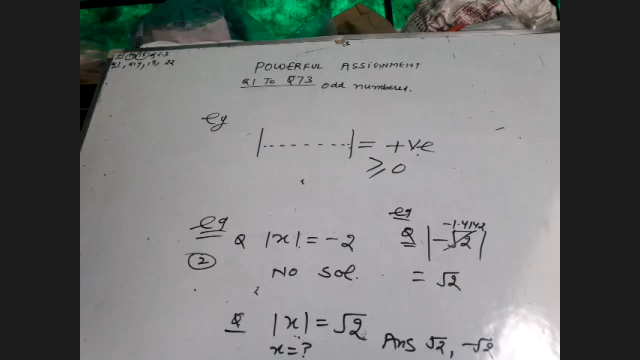 POWERFUL ASSIGNMENT
Q1 TO Q73 odd numbers.
eg
|------| = +ve
≥ 0
eg
Q |x| = -2
② No Sol.
eg
-1.4142
Q |-√2|
= √2
Q |x| = √2
x = ?
Ans √2, -√2